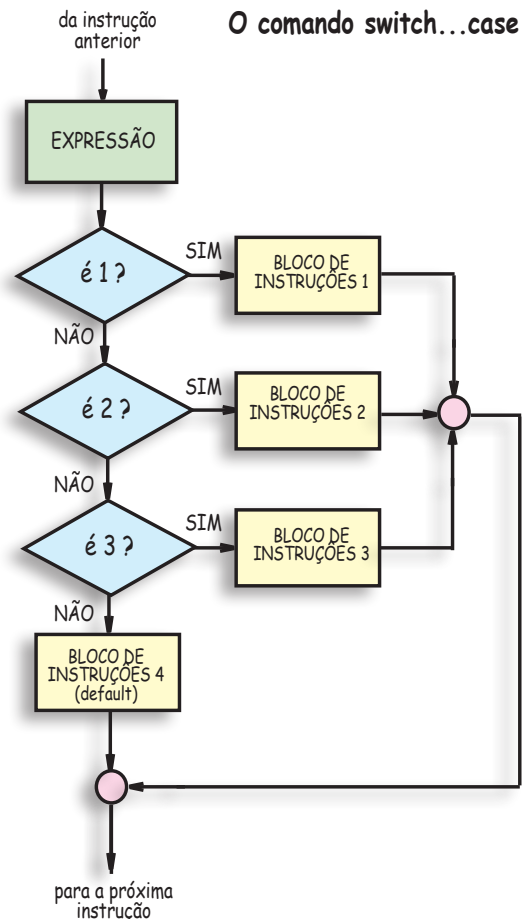 da instrução
anterior
O comando switch...case
EXPRESSÃO
é 1 ?
SIM
BLOCO DE
INSTRUÇÕES 1
NÃO
é 2 ?
SIM
BLOCO DE
INSTRUÇÕES 2
NÃO
é 3 ?
SIM
BLOCO DE
INSTRUÇÕES 3
NÃO
BLOCO DE
INSTRUÇÕES 4
(default)
para a próxima
instrução